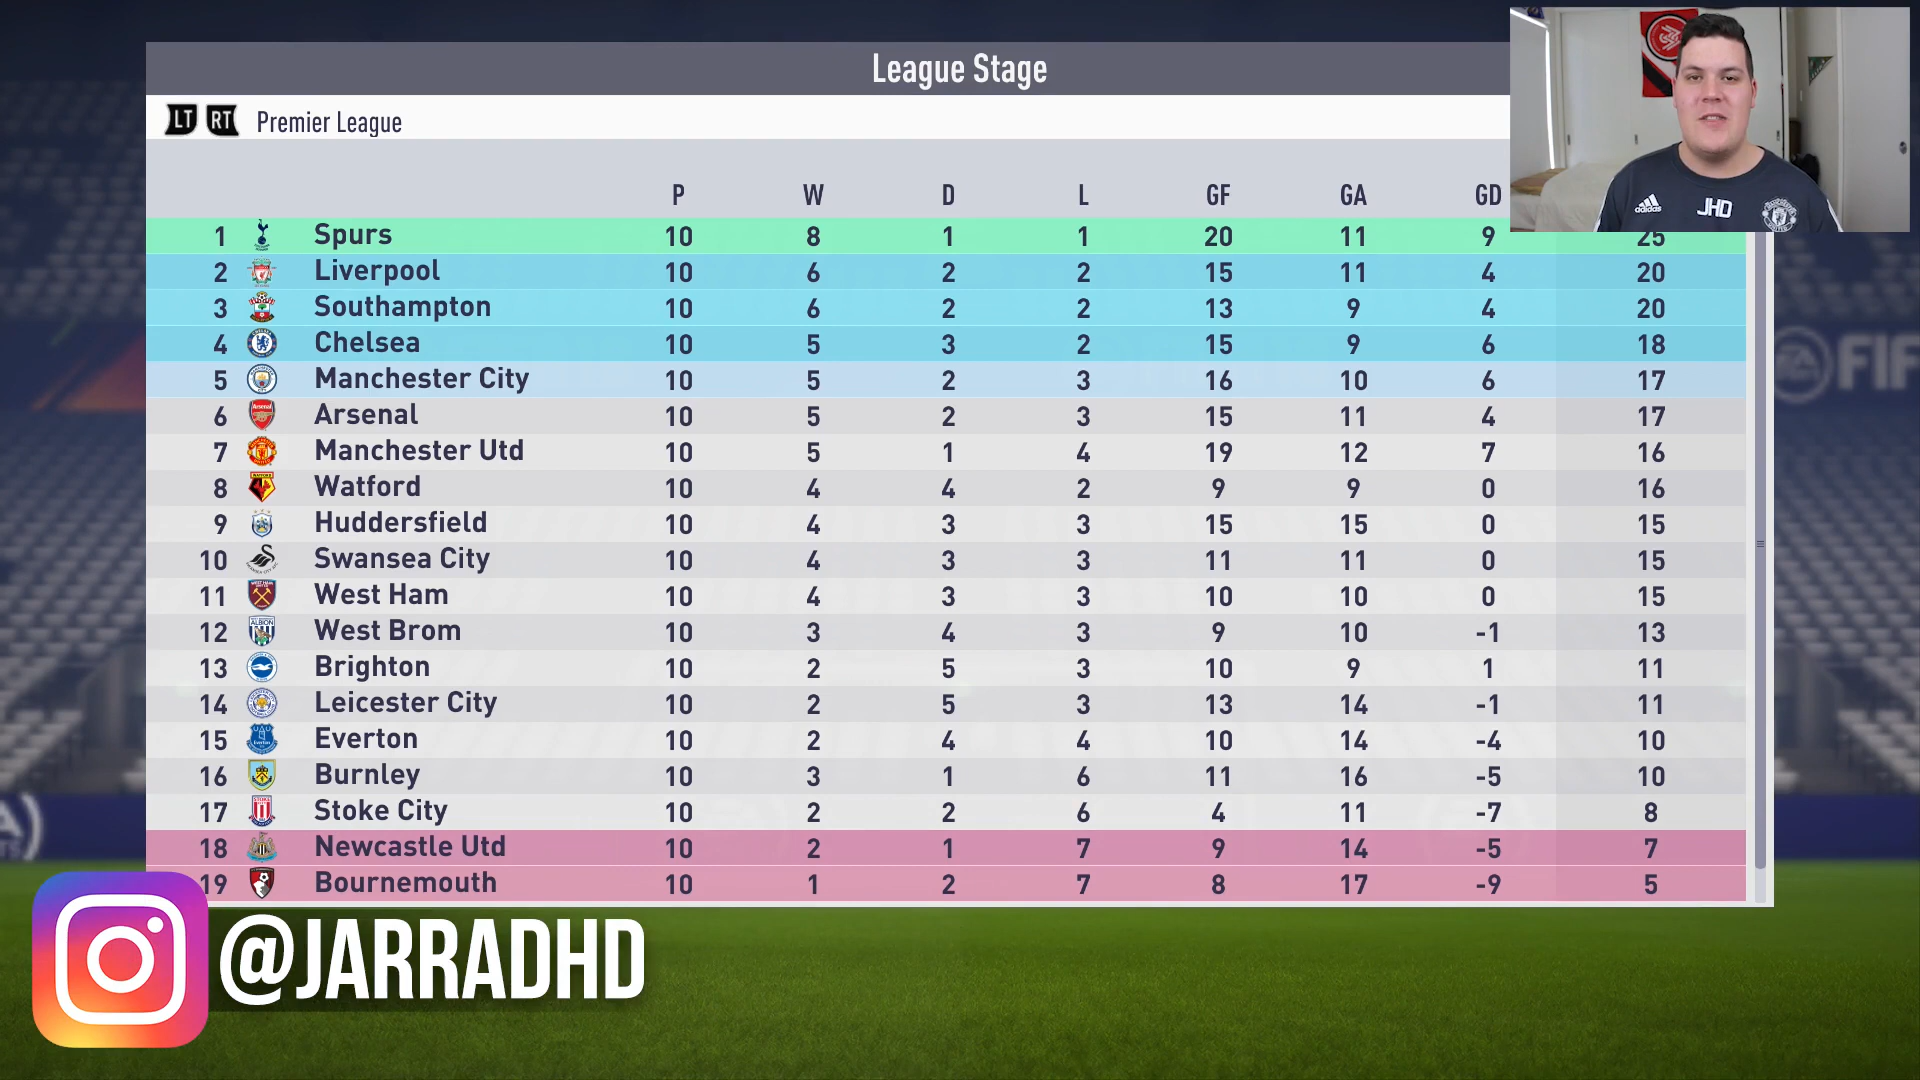 League Stage
LT RT Premier League
P W D L GF GA GD
1 Spurs 10 8 1 1 20 11 9 25
2 Liverpool 10 6 2 2 15 11 4 20
3 Southampton 10 6 2 2 13 9 4 20
4 Chelsea 10 5 3 2 15 9 6 18
5 Manchester City 10 5 2 3 16 10 6 17
6 Arsenal 10 5 2 3 15 11 4 17
7 Manchester Utd 10 5 1 4 19 12 7 16
8 Watford 10 4 4 2 9 9 0 16
9 Huddersfield 10 4 3 3 15 15 0 15
10 Swansea City 10 4 3 3 11 11 0 15
11 West Ham 10 4 3 3 10 10 0 15
12 West Brom 10 3 4 3 9 10 -1 13
13 Brighton 10 2 5 3 10 9 1 11
14 Leicester City 10 2 5 3 13 14 -1 11
15 Everton 10 2 4 4 10 14 -4 10
16 Burnley 10 3 1 6 11 16 -5 10
17 Stoke City 10 2 2 6 4 11 -7 8
18 Newcastle Utd 10 2 1 7 9 14 -5 7
19 Bournemouth 10 1 2 7 8 17 -9 5
@JARRADHD
adidas JHD
EA FIF